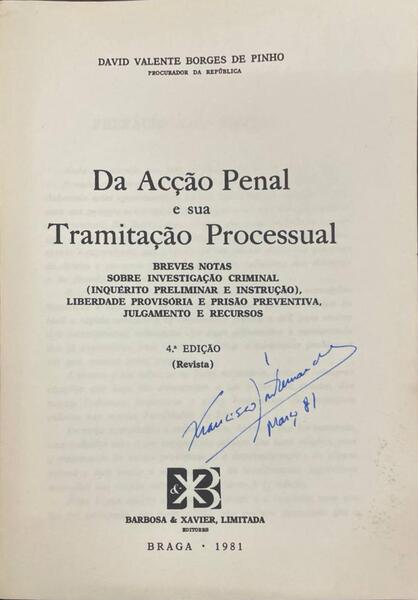 DAVID VALENTE BORGES DE PINHO
PROCURADOR DA REPÚBLICA
Da Acção Penal
e sua
Tramitação Processual
BREVES NOTAS
SOBRE INVESTIGAÇÃO CRIMINAL
(INQUÉRITO PRELIMINAR E INSTRUÇÃO),
LIBERDADE PROVISÓRIA E PRISÃO PREVENTIVA,
JULGAMENTO E RECURSOS
4.ª EDIÇÃO
(Revista)
Francisco
Março 81
BARBOSA & XAVIER, LIMITADA
EDITORES
BRAGA · 1981